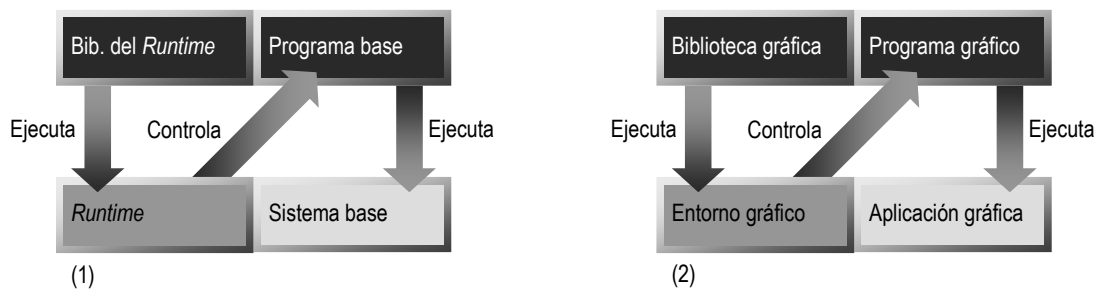 Bib. del Runtime
Programa base
Ejecuta
Controla
Ejecuta
Runtime
Sistema base
(1)
Biblioteca gráfica
Programa gráfico
Ejecuta
Controla
Ejecuta
Entorno gráfico
Aplicación gráfica
(2)